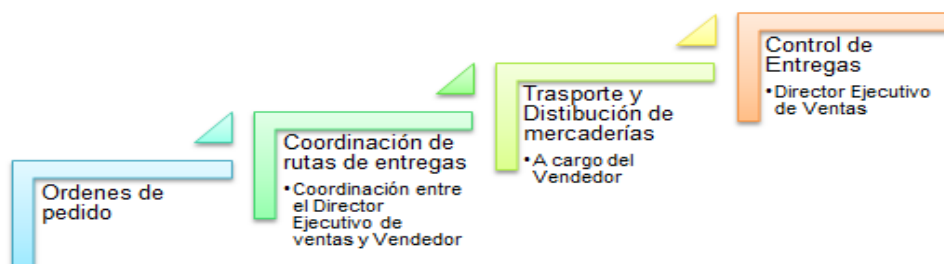 Ordenes de
pedido
Coordinación de
rutas de entregas
•Coordinación entre
el Director
Ejecutivo de
ventas y Vendedor
Trasporte y
Distibución de
mercaderías
•A cargo del
Vendedor
Control de
Entregas
•Director Ejecutivo
de Ventas